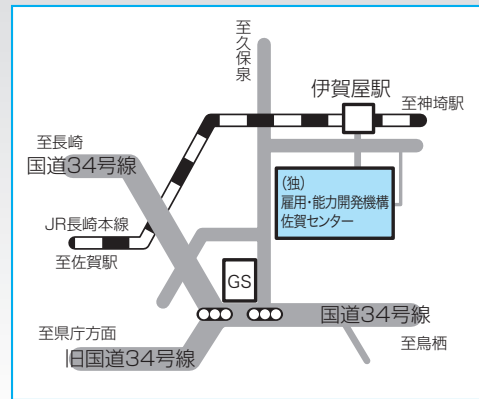 至久保泉
伊賀屋駅
至神埼駅
至長崎
国道34号線
(独)
雇用・能力開発機構
佐賀センター
JR長崎本線
至佐賀駅
GS
国道34号線
至県庁方面
至鳥栖
旧国道34号線